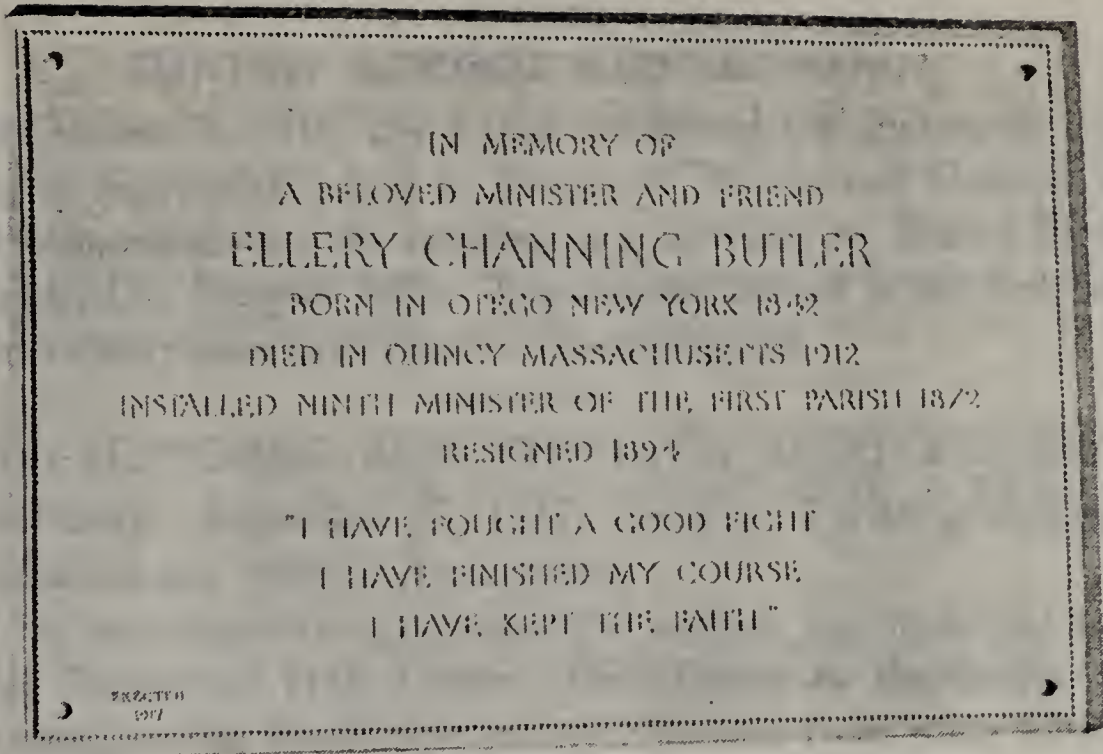 IN MEMORY OF
A BELOVED MINISTER AND FRIEND
ELLERY CHANNING BUTLER
BORN IN OTEGO NEW YORK 1842
DIED IN QUINCY MASSACHUSETTS 1912
INSTALLED NINTH MINISTER OF THE FIRST PARISH 1872
RESIGNED 1894
"I HAVE FOUGHT A GOOD FIGHT
I HAVE FINISHED MY COURSE
I HAVE KEPT THE FAITH"
ERECTED